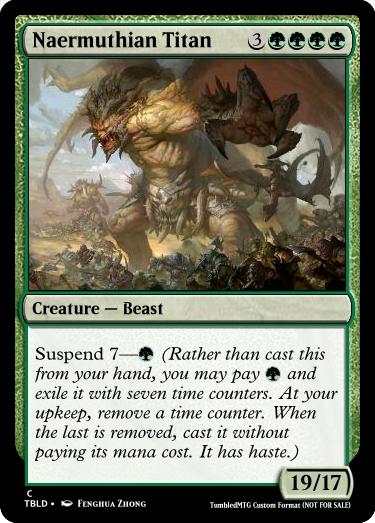 Naermuthian Titan 3
Creature — Beast
Suspend 7— (Rather than cast this
from your hand, you may pay and
exile it with seven time counters. At your
upkeep, remove a time counter. When
the last is removed, cast it without
paying its mana cost. It has haste.)
19/17
C
TBLD • Fenghua Zhong
TumbledMTG Custom Format (NOT FOR SALE)